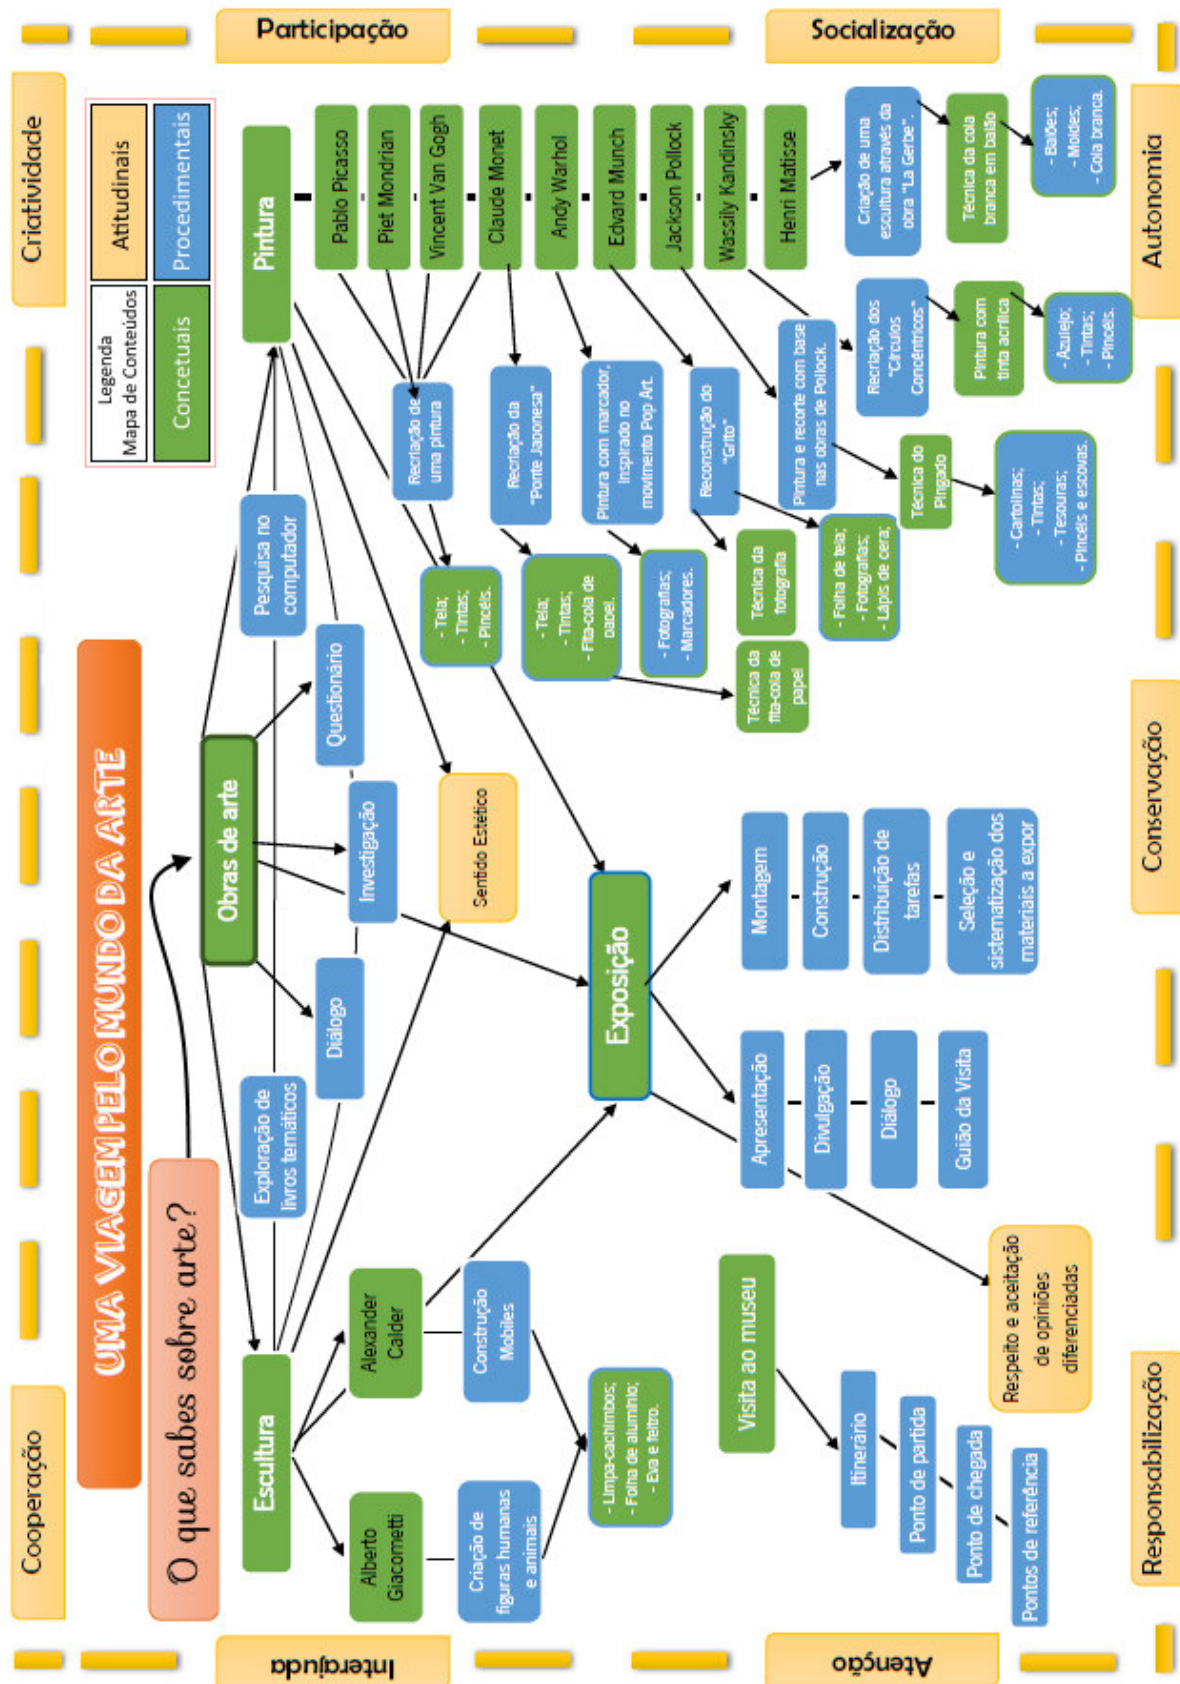 Cooperação
Criatividade
UMA VIAGEM PELO MUNDO DA ARTE
O que sabes sobre arte?
Legenda
Mapa de Conteúdos
Atitudinais
Concetuais
Procedimentais
Interajuda
Atenção
Participação
Socialização
Obras de arte
Escultura
Exploração de
livros temáticos
Pesquisa no
computador
Pintura
Diálogo
Questionário
Investigação
Alberto
Giacometti
Alexander
Calder
Criação de
figuras humanas
e animais
Construção
Mobiles
- Limpa-cachimbos;
- Folha de alumínio;
- Eva e feltro.
Sentido Estético
Pablo Picasso
Piet Mondrian
Vincent Van Gogh
Claude Monet
Andy Warhol
Edvard Munch
Jackson Pollock
Wassily Kandinsky
Henri Matisse
Recriação de
uma pintura
- Tela;
- Tintas;
- Pincéis.
Recriação da
"Ponte Japonesa"
- Tela;
- Tintas;
- Fita-cola de
papel.
Técnica da
fita-cola de
papel
Pintura com marcador,
Inspirado no
movimento Pop Art.
- Fotografias;
- Marcadores.
Reconstrução do
"Grito"
Técnica da
fotografia
- Folha de tela;
- Fotografias;
- Lápis de cera;
Pintura e recorte com base
nas obras de Pollock.
Técnica do
Pingado
- Cartolinas;
- Tintas;
- Tesouras;
- Pincéis e escovas.
Recriação dos
"Círculos
Concêntricos"
Pintura com
tinta acrílica
- Azulejo;
- Tintas;
- Pincéis.
Criação de uma
escultura através da
obra "La Gerbe".
Técnica da cola
branca em balão
- Balões;
- Moldes;
- Cola branca.
Exposição
Apresentação
Divulgação
Diálogo
Guião da Visita
Montagem
Construção
Distribuição de
tarefas
Seleção e
sistematização dos
materiais a expor
Visita ao museu
Itinerário
Ponto de partida
Ponto de chegada
Pontos de referência
Respeito e aceitação
de opiniões
diferenciadas
Responsabilização
Conservação
Autonomia